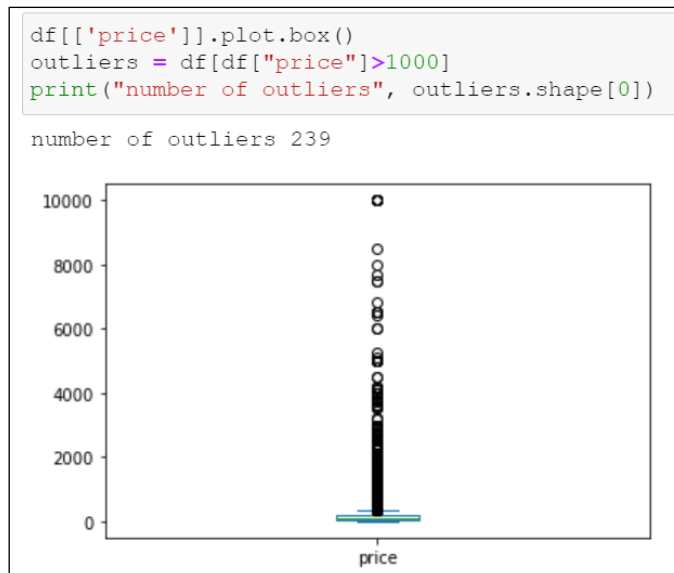 df[['price']].plot.box()
outliers = df[df["price"]>1000]
print("number of outliers", outliers.shape[0])
number of outliers 239
10000
8000
6000
4000
2000
0
price